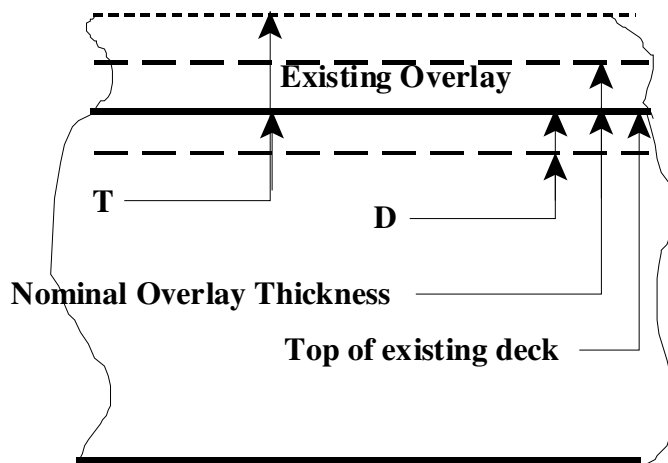 Existing Overlay
T
D
Nominal Overlay Thickness
Top of existing deck